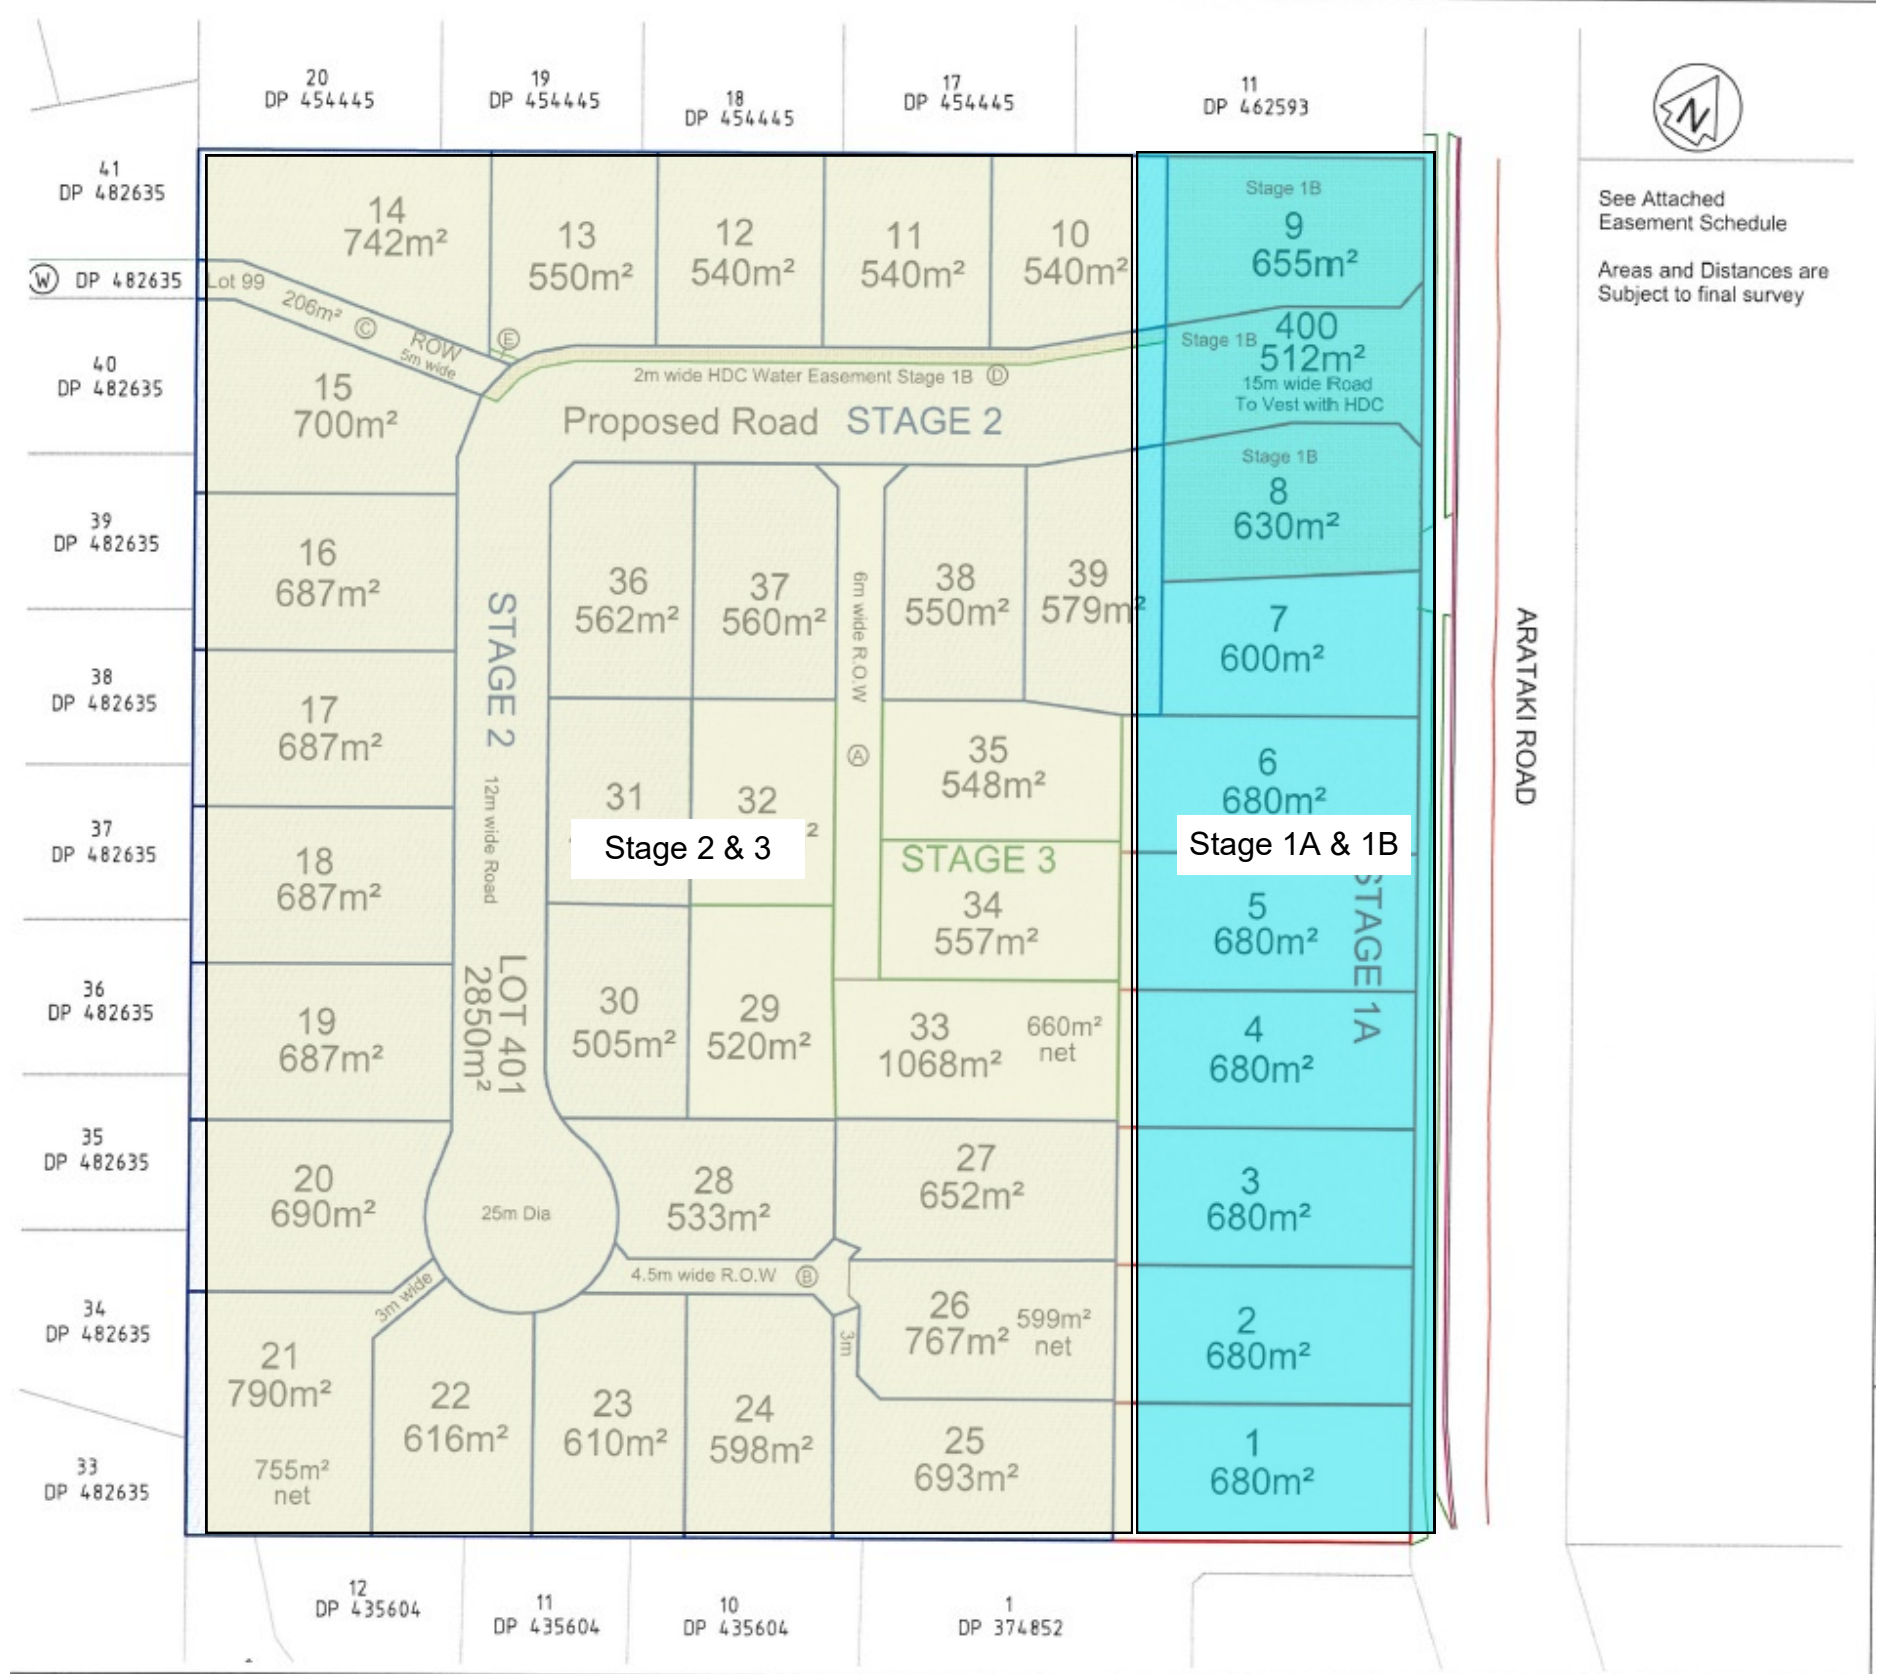 20
DP 454445
19
DP 454445
18
DP 454445
17
DP 454445
11
DP 462593
N
See Attached
Easement Schedule
Areas and Distances are
Subject to final survey
41
DP 482635
W DP 482635
40
DP 482635
39
DP 482635
38
DP 482635
37
DP 482635
36
DP 482635
35
DP 482635
34
DP 482635
33
DP 482635
14
742m²
13
550m²
12
540m²
11
540m²
10
540m²
Stage 1B
9
655m²
Lot 99
206m² C ROW
5m wide
E
2m wide HDC Water Easement Stage 1B D
Proposed Road STAGE 2
Stage 1B
400
512m²
15m wide Road
To Vest with HDC
15
700m²
Stage 1B
8
630m²
16
687m²
STAGE 2
36
562m²
37
560m²
6m wide R.O.W
A
38
550m²
39
579m²
7
600m²
ARATAKI ROAD
17
687m²
12m wide Road
31
32
²
Stage 2 & 3
35
548m²
6
680m²
Stage 1A & 1B
18
687m²
STAGE 3
34
557m²
5
680m²
STAGE 1A
19
687m²
LOT 401
2850m²
30
505m²
29
520m²
33
1068m²
660m²
net
4
680m²
20
690m²
25m Dia
28
533m²
27
652m²
3
680m²
3m wide
4.5m wide R.O.W B
3m
26
767m²
599m²
net
2
680m²
21
790m²
755m²
net
22
616m²
23
610m²
24
598m²
25
693m²
1
680m²
12
DP 435604
11
DP 435604
10
DP 435604
1
DP 374852